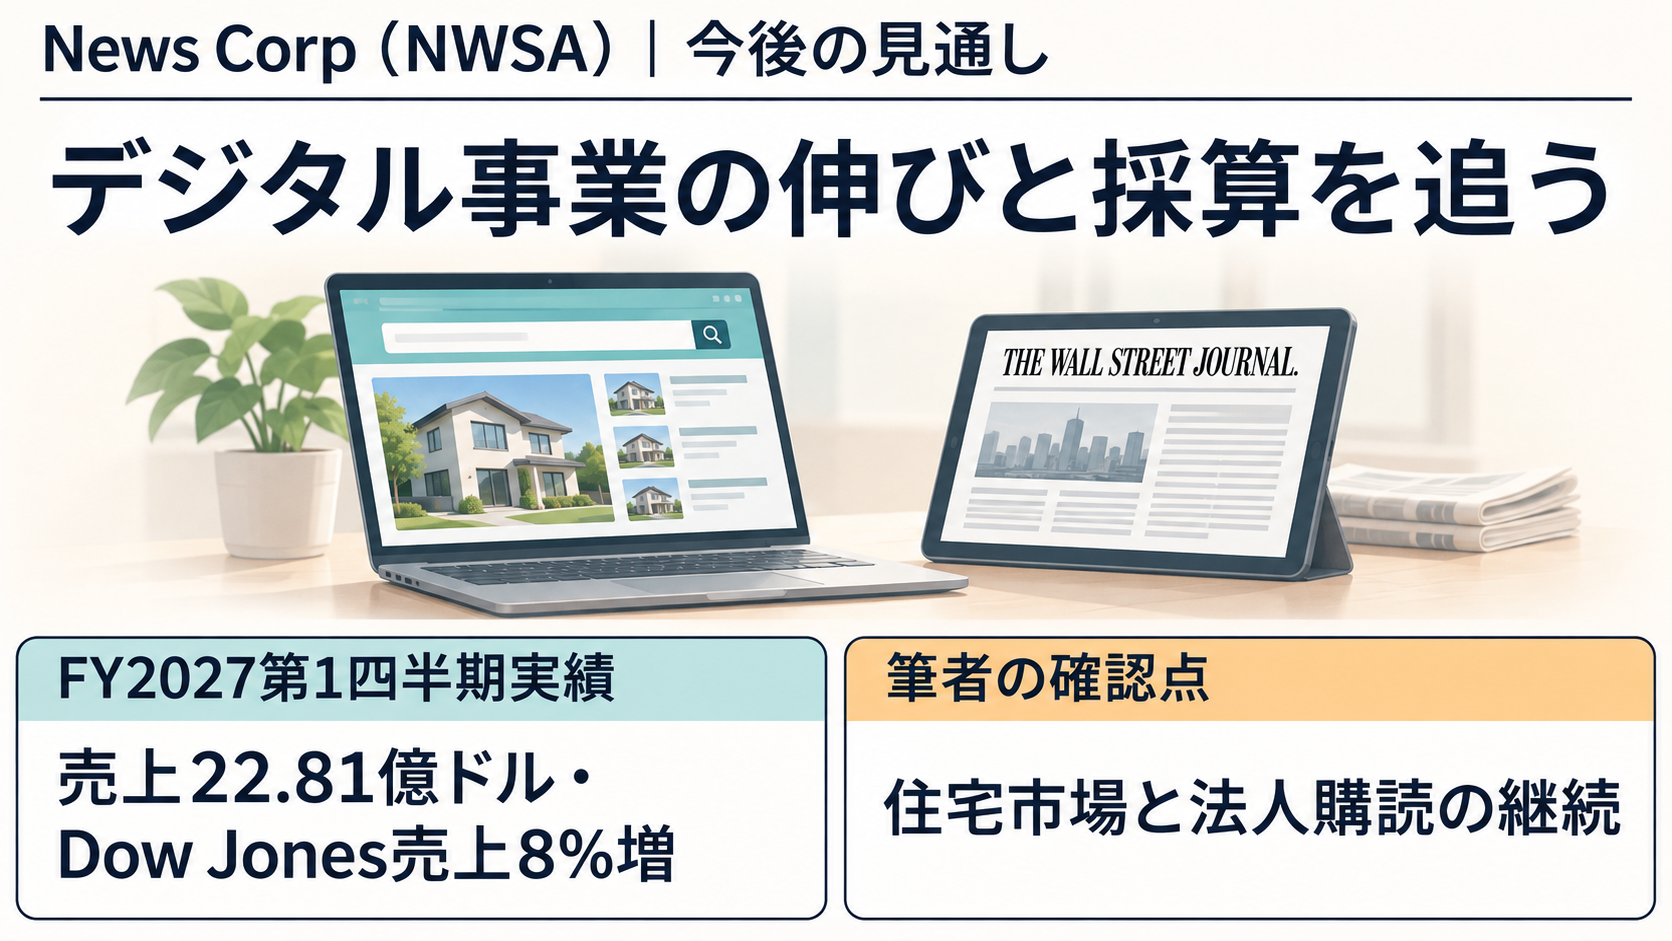 News Corp（NWSA）｜今後の見通し
デジタル事業の伸びと採算を追う
THE WALL STREET JOURNAL.
FY2027第1四半期実績
売上22.81億ドル・
Dow Jones売上8%増
筆者の確認点
住宅市場と法人購読の継続